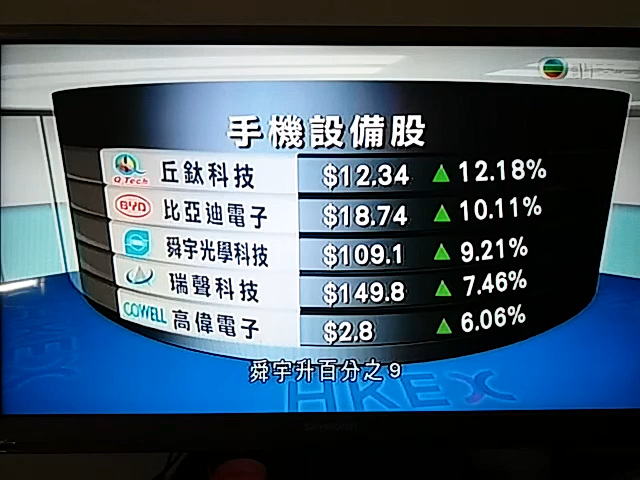 手機設備股
Q.Tech 丘鈦科技 $12.34 ▲ 12.18%
BYD 比亞迪電子 $18.74 ▲ 10.11%
舜宇光學科技 $109.1 ▲ 9.21%
瑞聲科技 $149.8 ▲ 7.46%
COWELL 高偉電子 $2.8 ▲ 6.06%
舜宇升百分之9
HKEX